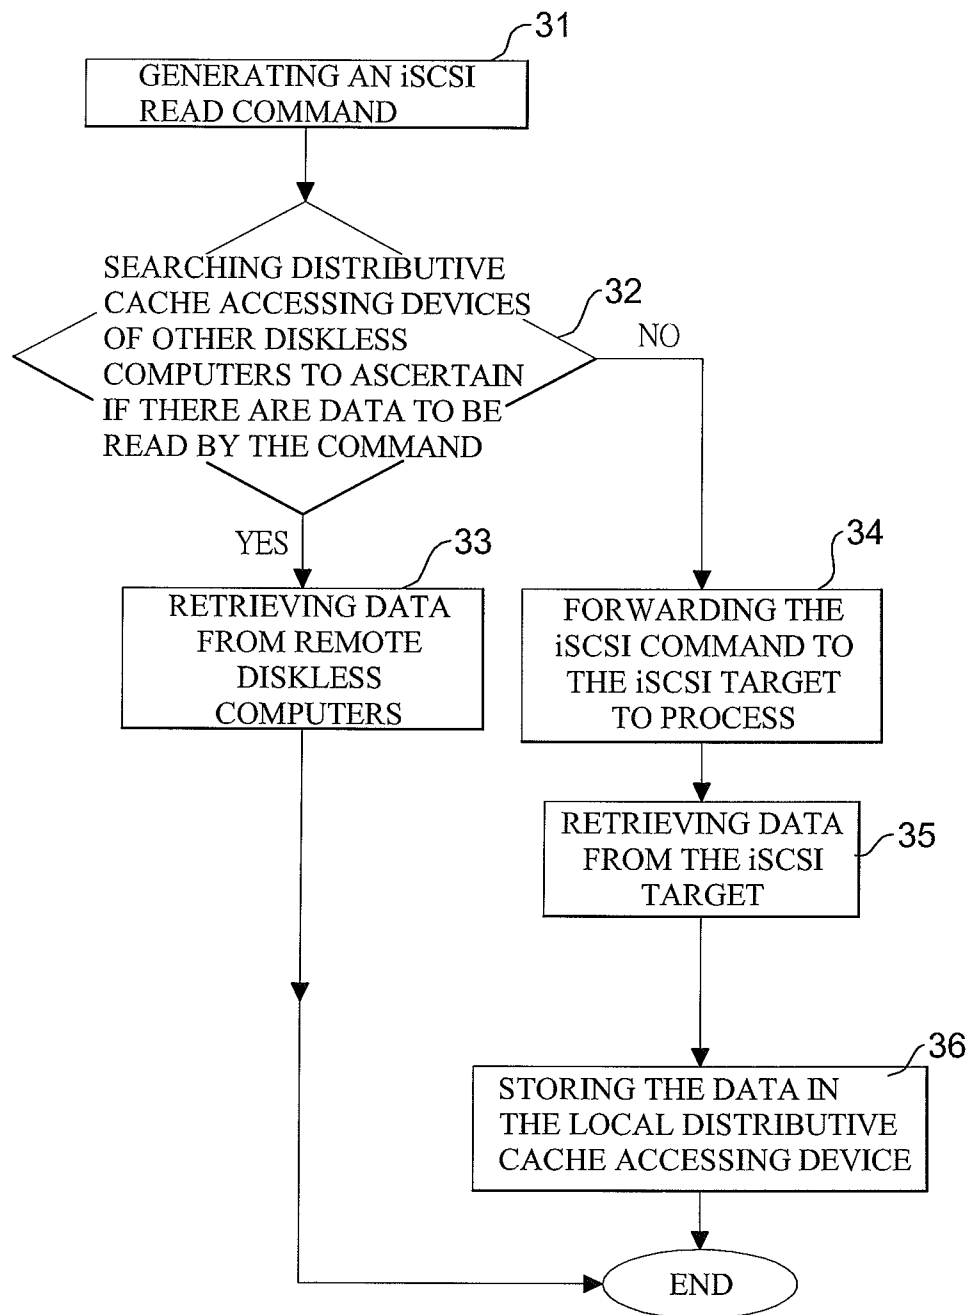 31
GENERATING AN iSCSI
READ COMMAND
SEARCHING DISTRIBUTIVE
CACHE ACCESSING DEVICES
OF OTHER DISKLESS
COMPUTERS TO ASCERTAIN
IF THERE ARE DATA TO BE
READ BY THE COMMAND
32
NO
YES
33
RETRIEVING DATA
FROM REMOTE
DISKLESS
COMPUTERS
34
FORWARDING THE
iSCSI COMMAND TO
THE iSCSI TARGET
TO PROCESS
RETRIEVING DATA
FROM THE iSCSI
TARGET
35
36
STORING THE DATA IN
THE LOCAL DISTRIBUTIVE
CACHE ACCESSING DEVICE
END